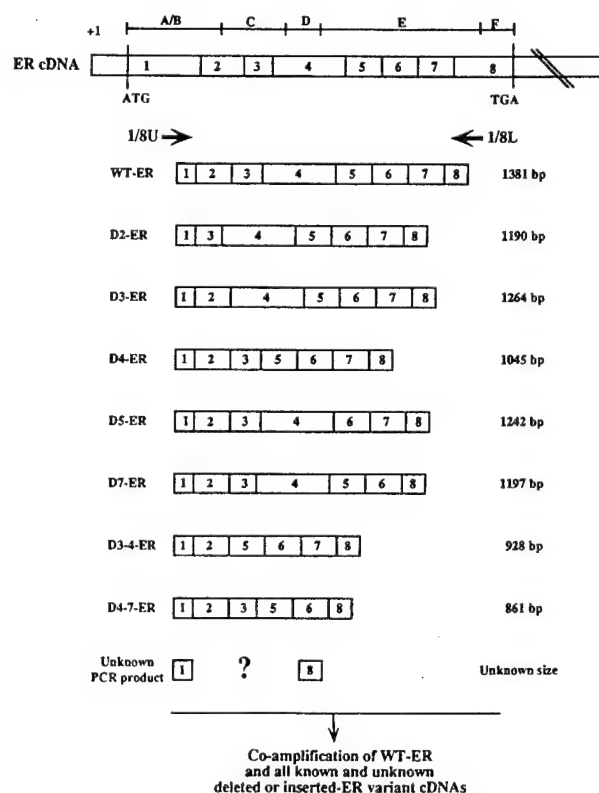 A/B C D E F
+1
ER cDNA 1 2 3 4 5 6 7 8
ATG TGA
1/8U 1/8L
WT-ER 1 2 3 4 5 6 7 8 1381 bp
D2-ER 1 3 4 5 6 7 8 1190 bp
D3-ER 1 2 4 5 6 7 8 1264 bp
D4-ER 1 2 3 5 6 7 8 1045 bp
D5-ER 1 2 3 4 6 7 8 1242 bp
D7-ER 1 2 3 4 5 6 8 1197 bp
D3-4-ER 1 2 5 6 7 8 928 bp
D4-7-ER 1 2 3 5 6 8 861 bp
Unknown
PCR product 1 ? 8 Unknown size
Co-amplification of WT-ER
and all known and unknown
deleted or inserted-ER variant cDNAs